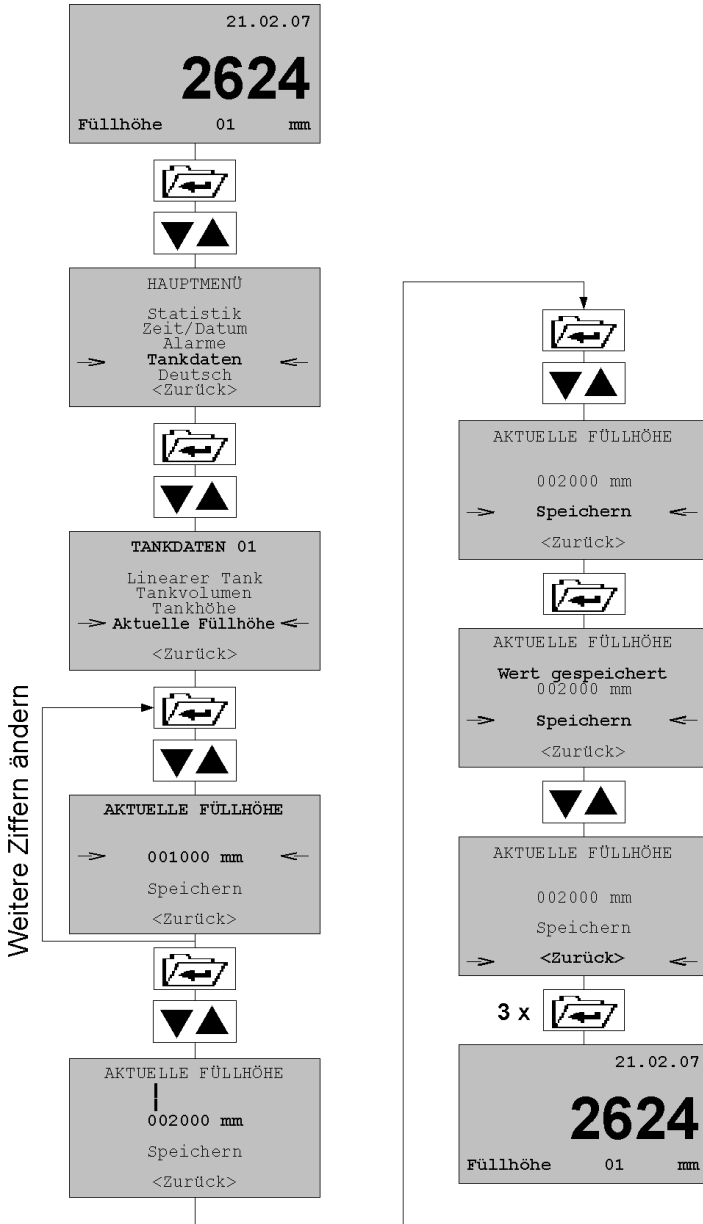 21.02.07
2624
Füllhöhe 01 mm
HAUPTMENÜ
Statistik
Zeit/Datum
Alarme
Tankdaten
Deutsch
<Zurück>
TANKDATEN 01
Linearer Tank
Tankvolumen
Tankhöhe
Aktuelle Füllhöhe
<Zurück>
Weitere Ziffern ändern
AKTUELLE FÜLLHÖHE
001000 mm
Speichern
<Zurück>
AKTUELLE FÜLLHÖHE
002000 mm
Speichern
<Zurück>
AKTUELLE FÜLLHÖHE
002000 mm
Speichern
<Zurück>
AKTUELLE FÜLLHÖHE
Wert gespeichert
002000 mm
Speichern
<Zurück>
AKTUELLE FÜLLHÖHE
002000 mm
Speichern
<Zurück>
3 x
21.02.07
2624
Füllhöhe 01 mm